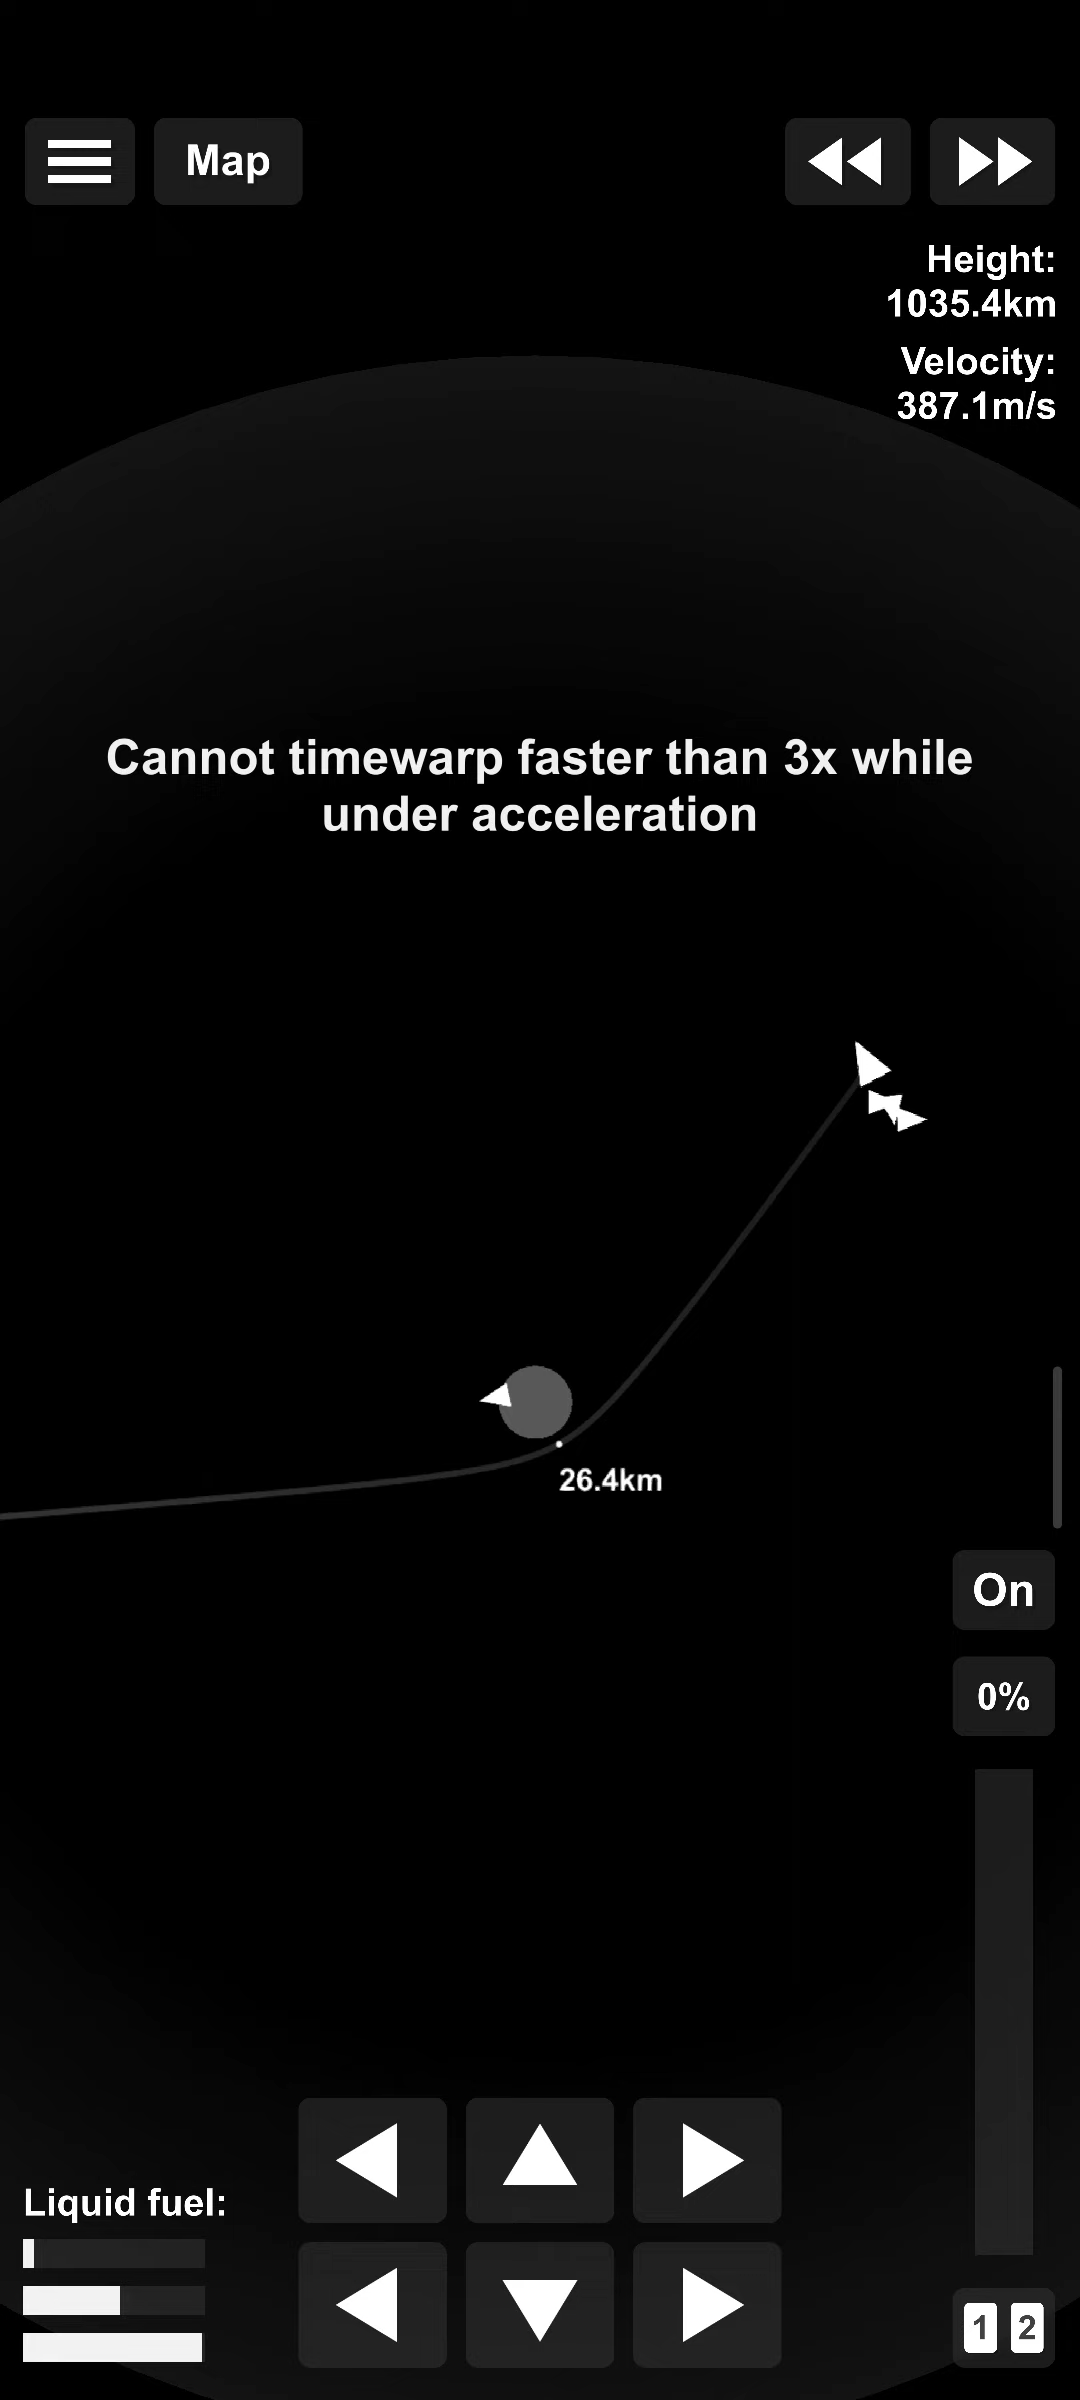 Map
Height:
1035.4km
Velocity:
387.1m/s
Cannot timewarp faster than 3x while
under acceleration
26.4km
On
0%
Liquid fuel:
1 2